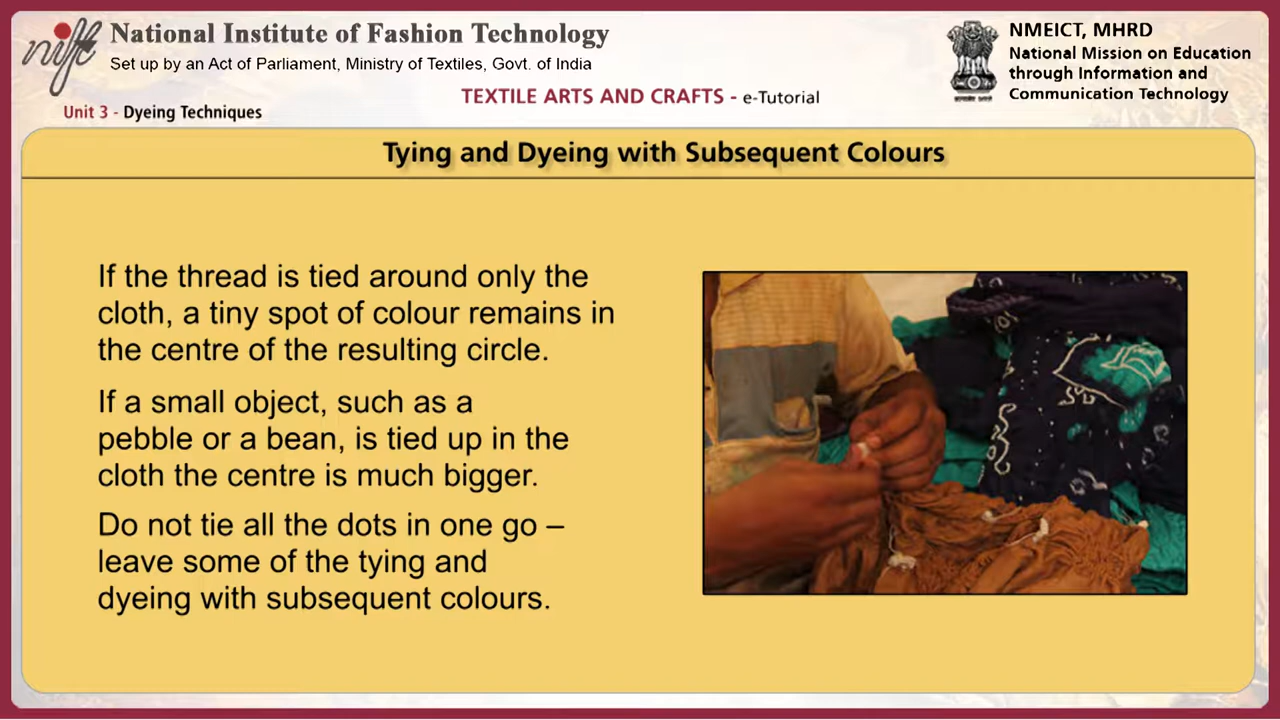 nift
National Institute of Fashion Technology
Set up by an Act of Parliament, Ministry of Textiles, Govt. of India
NMEICT, MHRD
National Mission on Education
through Information and
Communication Technology
TEXTILE ARTS AND CRAFTS - e-Tutorial
Unit 3 - Dyeing Techniques
Tying and Dyeing with Subsequent Colours
If the thread is tied around only the
cloth, a tiny spot of colour remains in
the centre of the resulting circle.
If a small object, such as a
pebble or a bean, is tied up in the
cloth the centre is much bigger.
Do not tie all the dots in one go –
leave some of the tying and
dyeing with subsequent colours.